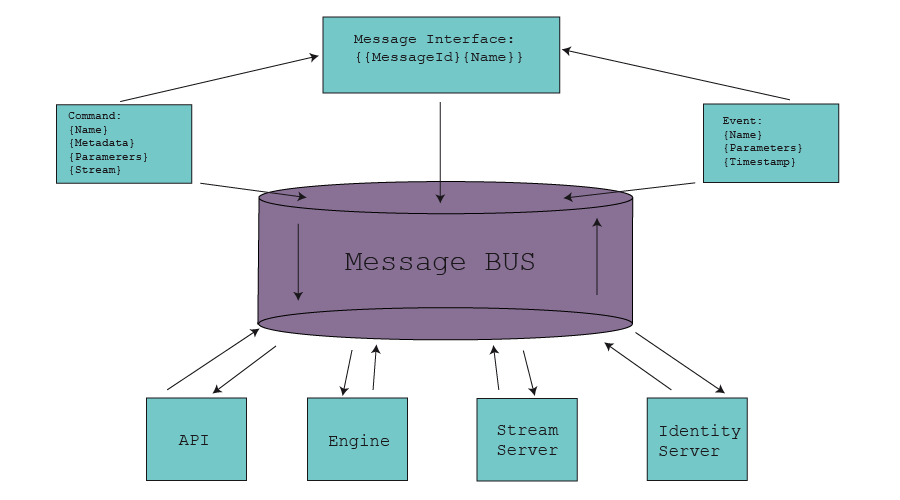 Message Interface:
{{MessageId}{Name}}
Command:
{Name}
{Metadata}
{Paramerers}
{Stream}
Event:
{Name}
{Parameters}
{Timestamp}
Message BUS
API
Engine
Stream
Server
Identity
Server